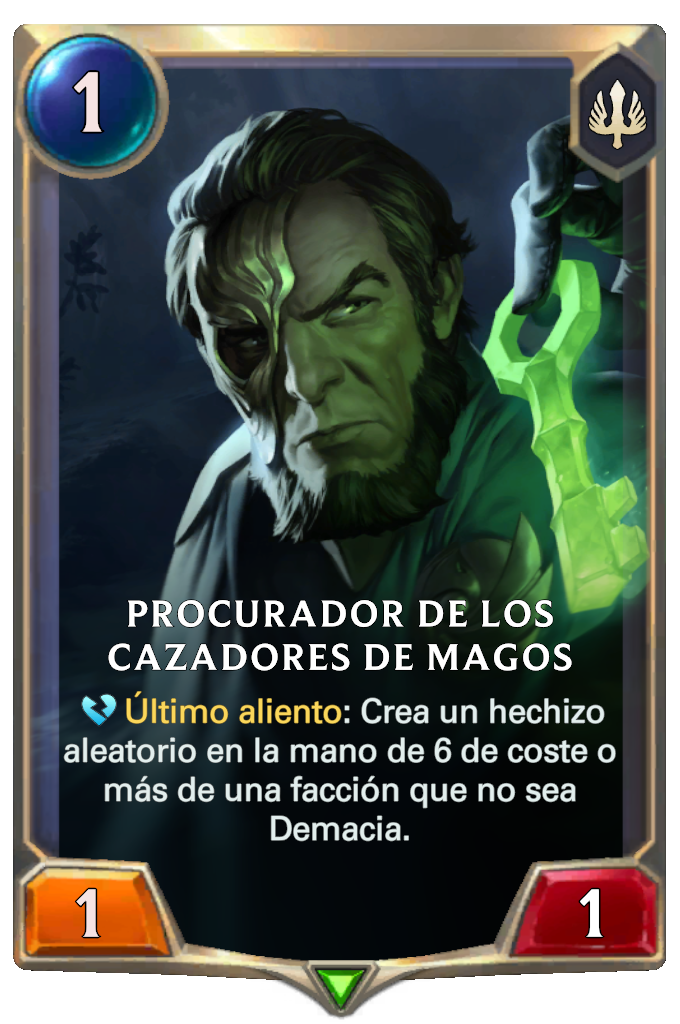 1
PROCURADOR DE LOS
CAZADORES DE MAGOS
Último aliento: Crea un hechizo
aleatorio en la mano de 6 de coste o
más de una facción que no sea
Demacia.
1
1